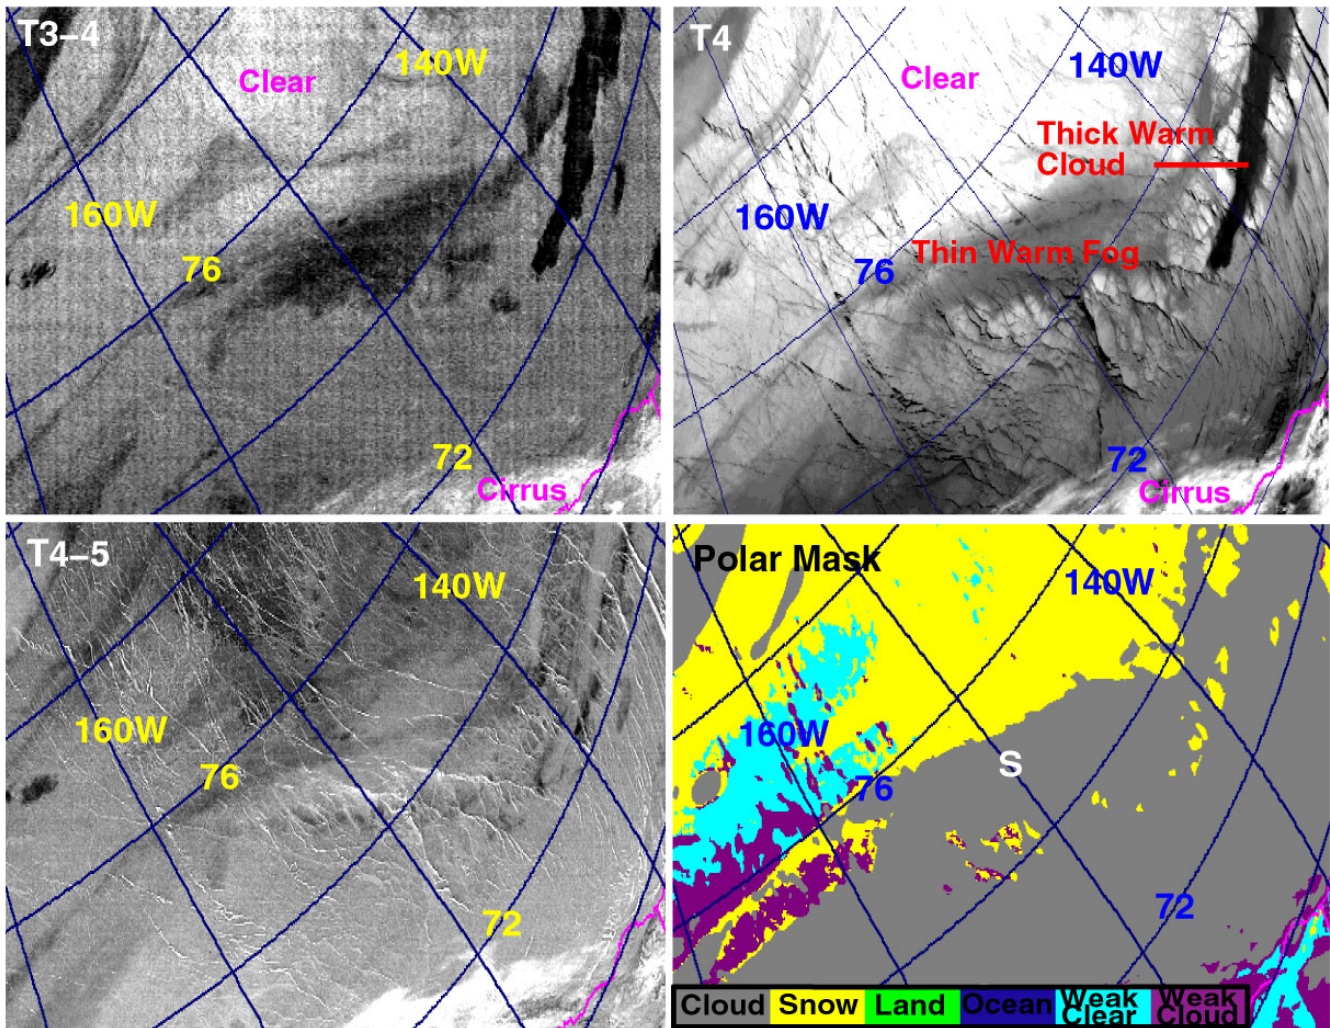 T3-4
140W
Clear
160W
76
72
Cirrus
T4
140W
Clear
Thick Warm
Cloud
160W
Thin Warm Fog
76
72
Cirrus
T4-5
140W
160W
76
72
Polar Mask
140W
160W
S
76
72
Cloud
Snow
Land
Ocean
Weak
Clear
Weak
Cloud